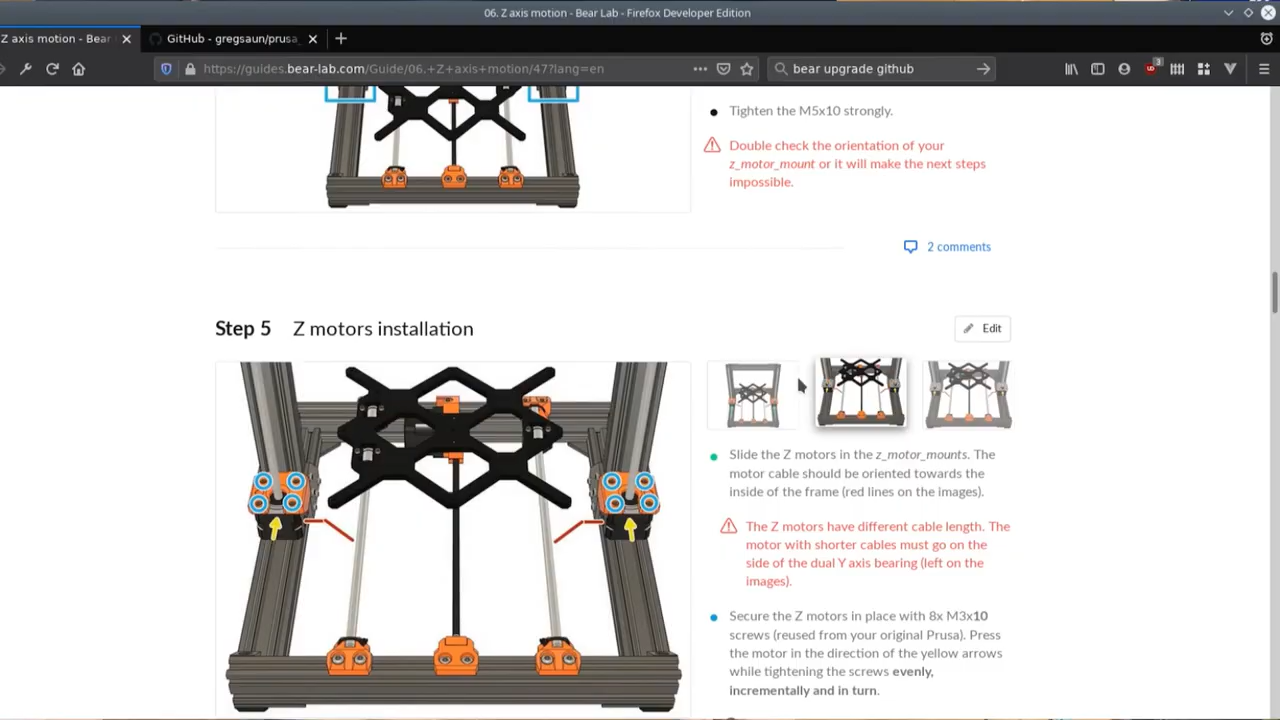 06. Z axis motion - Bear Lab - Firefox Developer Edition
Z axis motion - Bear
GitHub - gregsaun/prusa_
https://guides.bear-lab.com/Guide/06.+Z+axis+motion/47?lang=en
bear upgrade github
3
Tighten the M5x10 strongly.
Double check the orientation of your
z_motor_mount or it will make the next steps
impossible.
2 comments
Step 5 Z motors installation
Edit
Slide the Z motors in the z_motor_mounts. The
motor cable should be oriented towards the
inside of the frame (red lines on the images).
The Z motors have different cable length. The
motor with shorter cables must go on the
side of the dual Y axis bearing (left on the
images).
Secure the Z motors in place with 8x M3x10
screws (reused from your original Prusa). Press
the motor in the direction of the yellow arrows
while tightening the screws evenly,
incrementally and in turn.